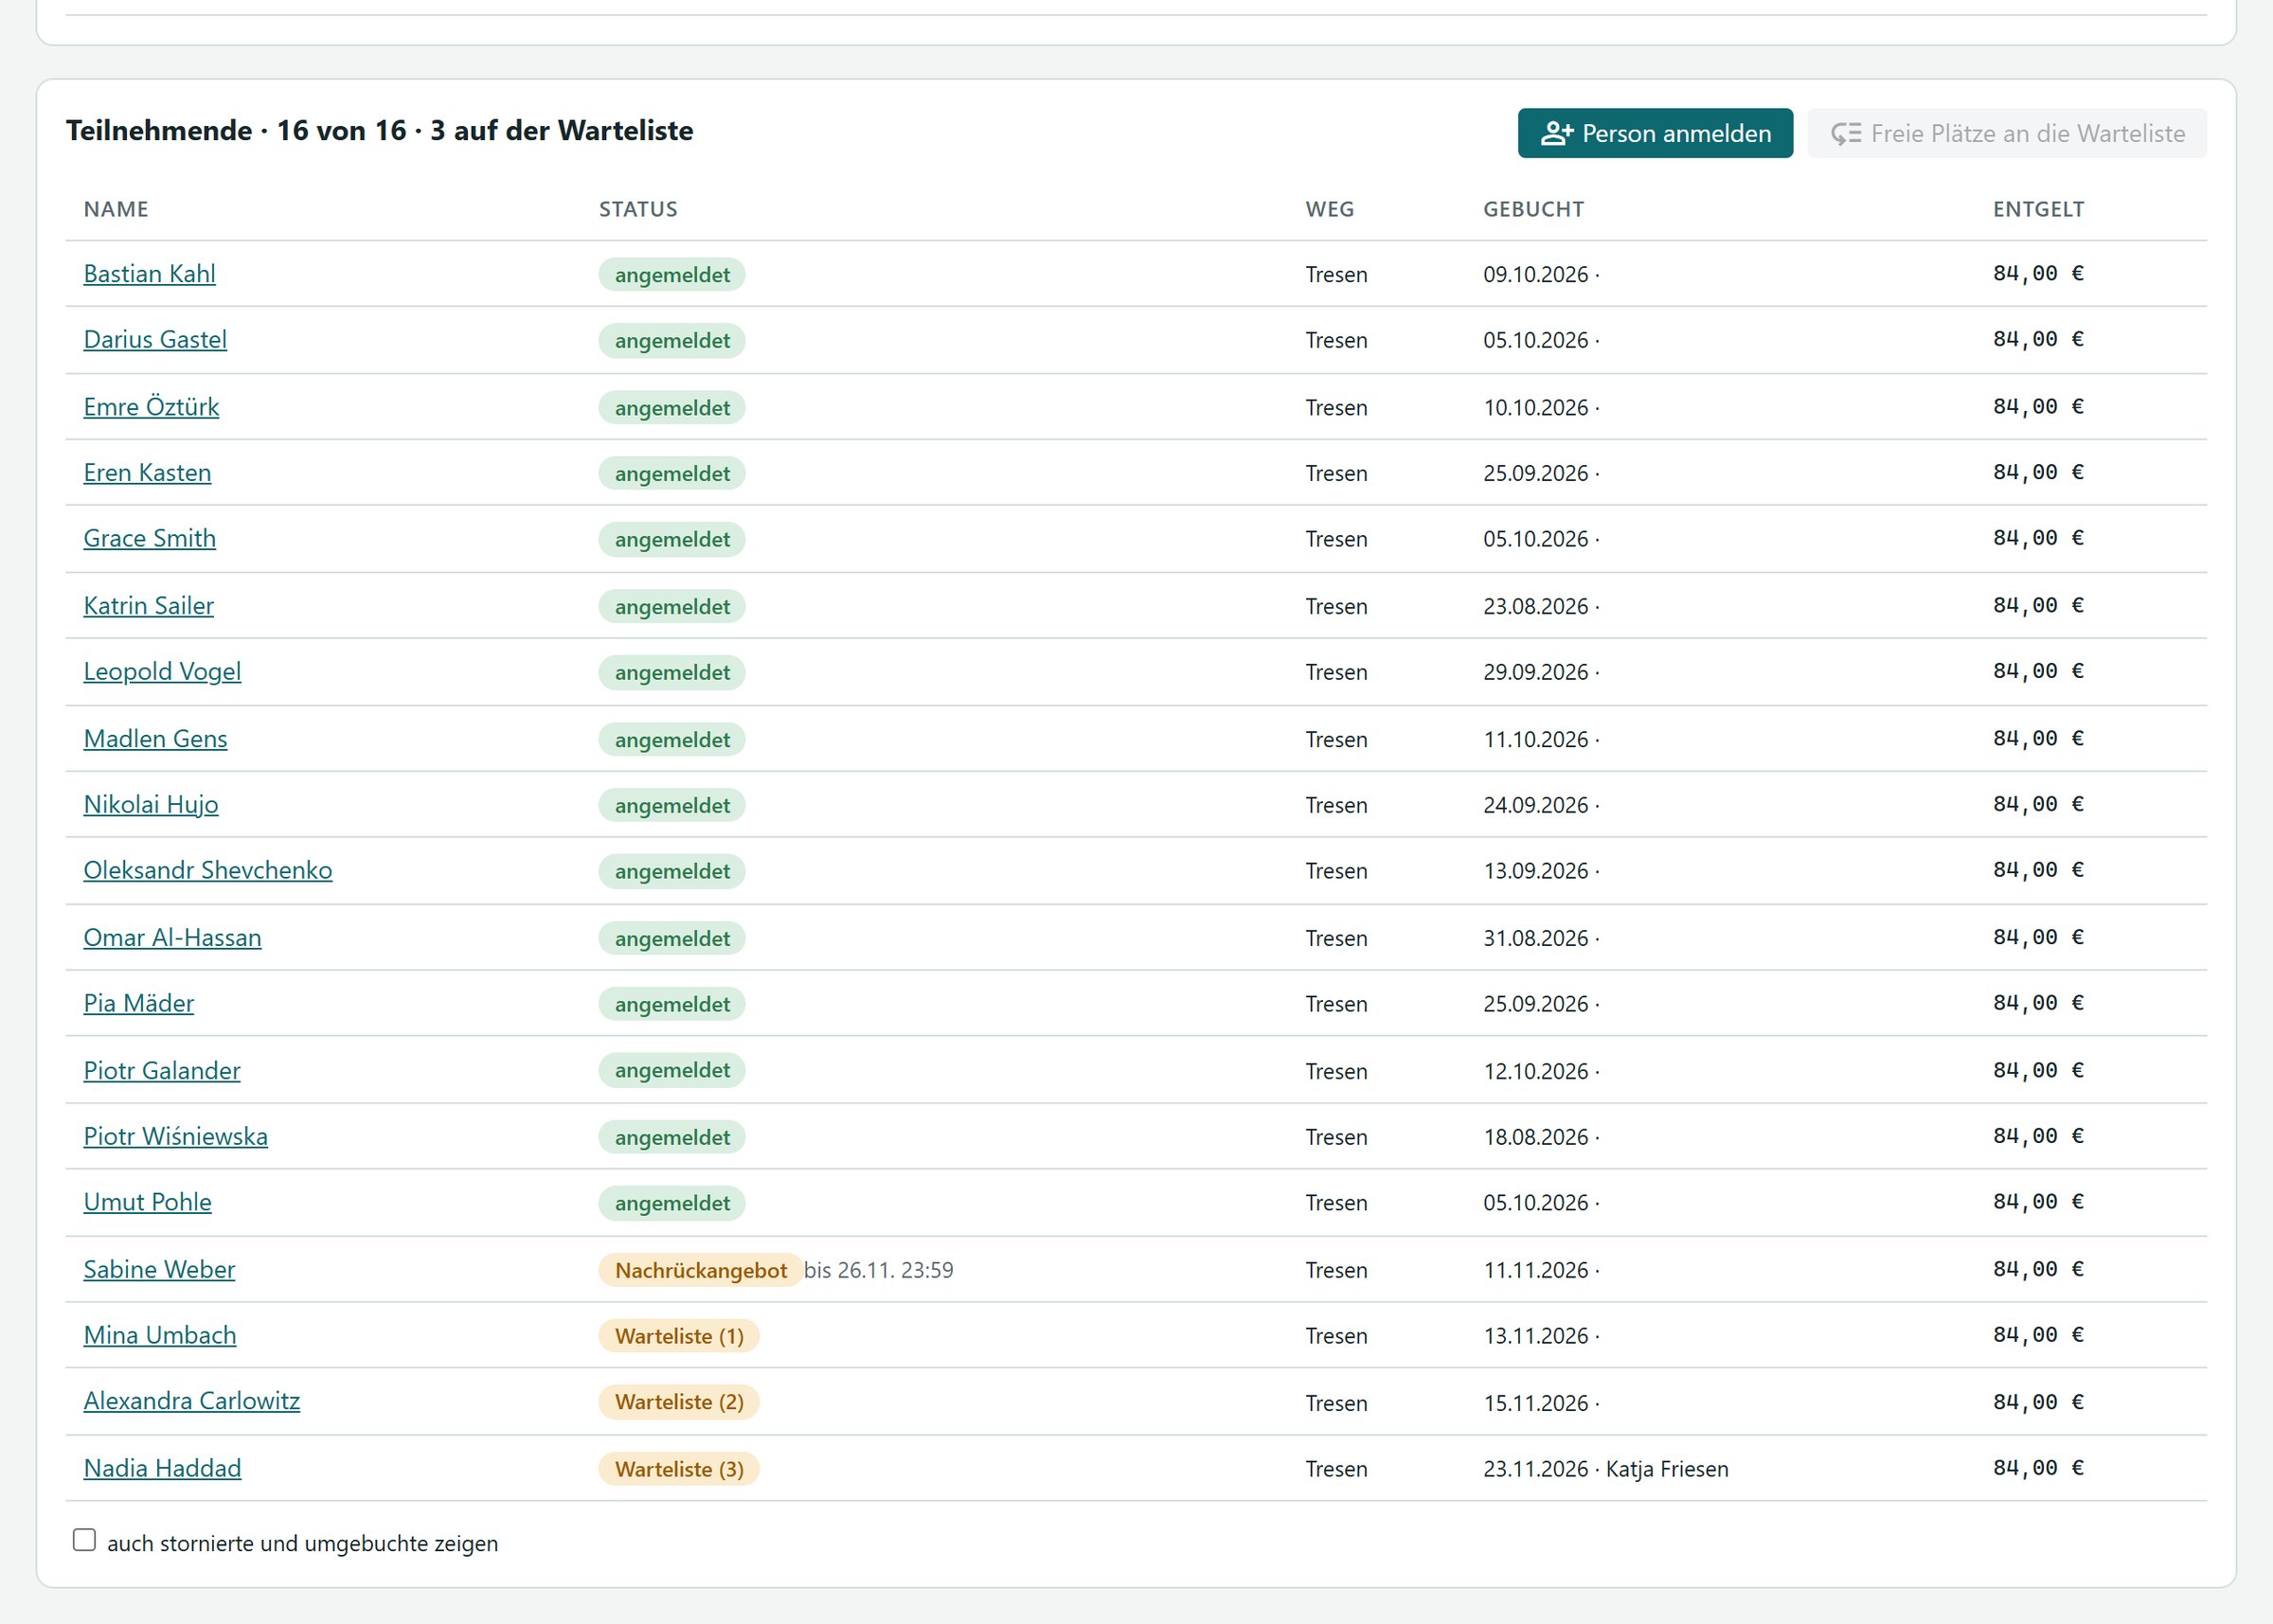 Teilnehmende · 16 von 16 · 3 auf der Warteliste
Person anmelden
Freie Plätze an die Warteliste
NAME STATUS WEG GEBUCHT ENTGELT
Bastian Kahl angemeldet Tresen 09.10.2026 · 84,00 €
Darius Gastel angemeldet Tresen 05.10.2026 · 84,00 €
Emre Öztürk angemeldet Tresen 10.10.2026 · 84,00 €
Eren Kasten angemeldet Tresen 25.09.2026 · 84,00 €
Grace Smith angemeldet Tresen 05.10.2026 · 84,00 €
Katrin Sailer angemeldet Tresen 23.08.2026 · 84,00 €
Leopold Vogel angemeldet Tresen 29.09.2026 · 84,00 €
Madlen Gens angemeldet Tresen 11.10.2026 · 84,00 €
Nikolai Hujo angemeldet Tresen 24.09.2026 · 84,00 €
Oleksandr Shevchenko angemeldet Tresen 13.09.2026 · 84,00 €
Omar Al-Hassan angemeldet Tresen 31.08.2026 · 84,00 €
Pia Mäder angemeldet Tresen 25.09.2026 · 84,00 €
Piotr Galander angemeldet Tresen 12.10.2026 · 84,00 €
Piotr Wiśniewska angemeldet Tresen 18.08.2026 · 84,00 €
Umut Pohle angemeldet Tresen 05.10.2026 · 84,00 €
Sabine Weber Nachrückangebot bis 26.11. 23:59 Tresen 11.11.2026 · 84,00 €
Mina Umbach Warteliste (1) Tresen 13.11.2026 · 84,00 €
Alexandra Carlowitz Warteliste (2) Tresen 15.11.2026 · 84,00 €
Nadia Haddad Warteliste (3) Tresen 23.11.2026 · Katja Friesen 84,00 €
auch stornierte und umgebuchte zeigen